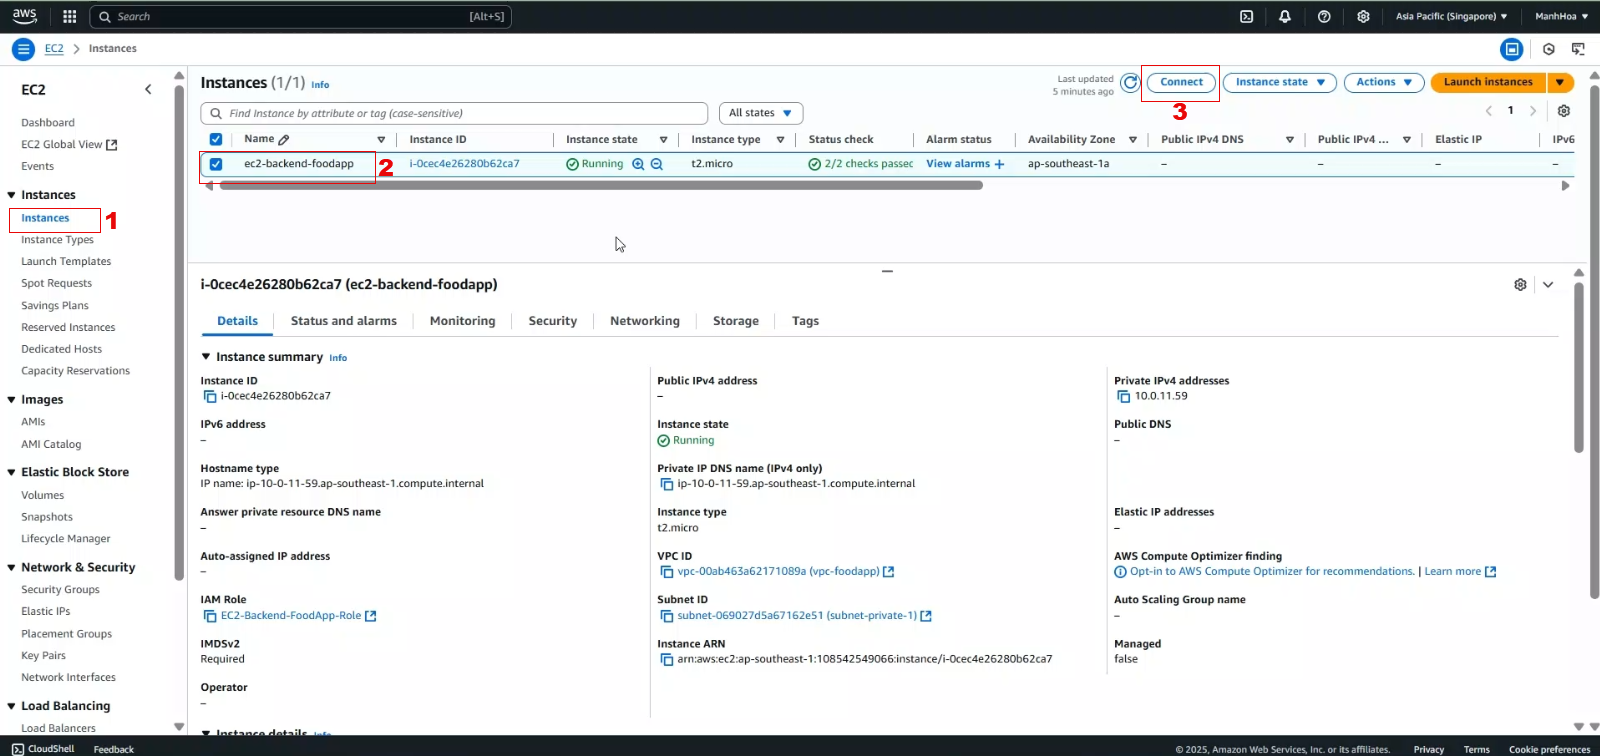 aws
Search [Alt+S]
Asia Pacific (Singapore)
ManhHoa
EC2
Instances
EC2
Dashboard
EC2 Global View
Events
Instances
Instances
1
Instance Types
Launch Templates
Spot Requests
Savings Plans
Reserved Instances
Dedicated Hosts
Capacity Reservations
Images
AMIs
AMI Catalog
Elastic Block Store
Volumes
Snapshots
Lifecycle Manager
Network & Security
Security Groups
Elastic IPs
Placement Groups
Key Pairs
Network Interfaces
Load Balancing
Load Balancers
Instances (1/1) Info
Last updated
5 minutes ago
Connect
3
Instance state
Actions
Launch instances
Find Instance by attribute or tag (case-sensitive)
All states
1
Name Instance ID Instance state Instance type Status check Alarm status Availability Zone Public IPv4 DNS Public IPv4 ... Elastic IP IPv6
ec2-backend-foodapp 2 i-0cec4e26280b62ca7 Running t2.micro 2/2 checks passec View alarms + ap-southeast-1a – – – –
i-0cec4e26280b62ca7 (ec2-backend-foodapp)
Details Status and alarms Monitoring Security Networking Storage Tags
Instance summary Info
Instance ID
i-0cec4e26280b62ca7
IPv6 address
–
Hostname type
IP name: ip-10-0-11-59.ap-southeast-1.compute.internal
Answer private resource DNS name
–
Auto-assigned IP address
–
IAM Role
EC2-Backend-FoodApp-Role
IMDSv2
Required
Operator
–
Public IPv4 address
–
Instance state
Running
Private IP DNS name (IPv4 only)
ip-10-0-11-59.ap-southeast-1.compute.internal
Instance type
t2.micro
VPC ID
vpc-00ab463a62171089a (vpc-foodapp)
Subnet ID
subnet-069027d5a67162e51 (subnet-private-1)
Instance ARN
arn:aws:ec2:ap-southeast-1:108542549066:instance/i-0cec4e26280b62ca7
Private IPv4 addresses
10.0.11.59
Public DNS
–
Elastic IP addresses
–
AWS Compute Optimizer finding
Opt-in to AWS Compute Optimizer for recommendations. | Learn more
Auto Scaling Group name
–
Managed
false
Instance details Info
CloudShell Feedback
© 2025, Amazon Web Services, Inc. or its affiliates. Privacy Terms Cookie preferences